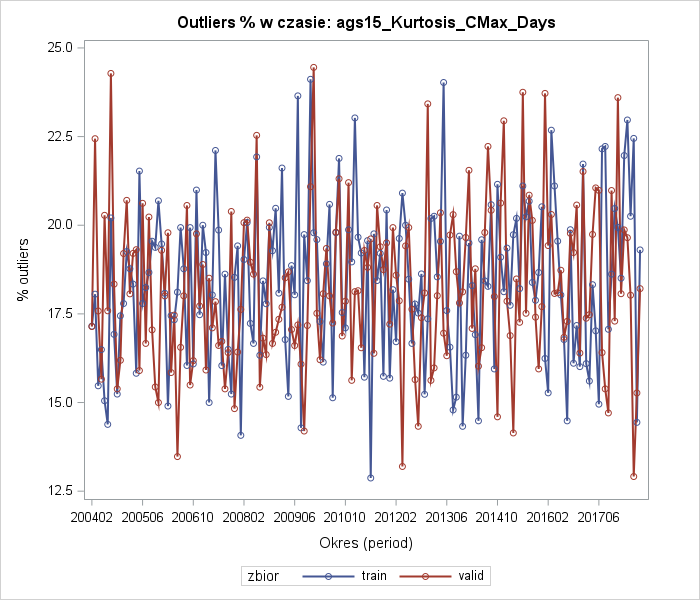 Outliers % w czasie: ags15_Kurtosis_CMax_Days
25.0
22.5
20.0
17.5
15.0
12.5
% outliers
200402 200506 200610 200802 200906 201010 201202 201306 201410 201602 201706
Okres (period)
zbior train valid